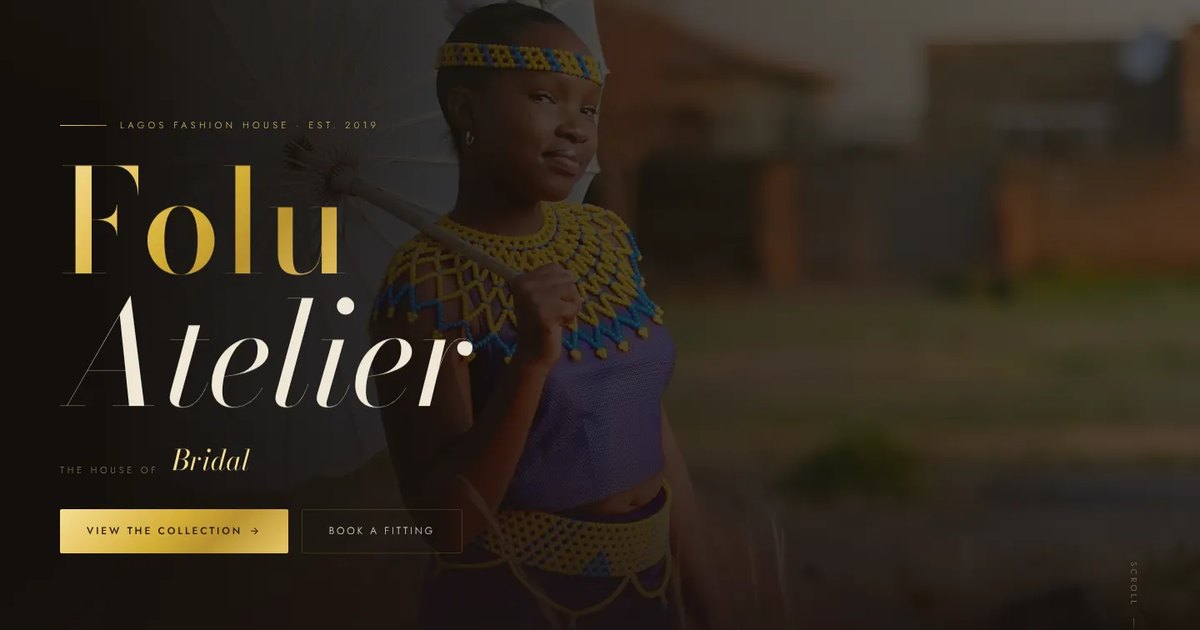 LAGOS FASHION HOUSE · EST. 2019
Folu
Atelier
THE HOUSE OF Bridal
VIEW THE COLLECTION →
BOOK A FITTING
SCROLL